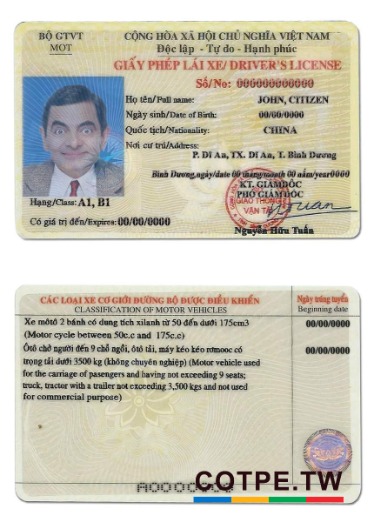 BỘ GTVT
MOT
CỘNG HÒA XÃ HỘI CHỦ NGHĨA VIỆT NAM
Độc lập - Tự do - Hạnh phúc
GIẤY PHÉP LÁI XE/ DRIVER'S LICENSE
Số/No: 000000000000
Họ tên/Full name: JOHN, CITIZEN
Ngày sinh/Date of Birth: 00/00/0000
Quốc tịch/Nationality: CHINA
Nơi cư trú/Address:
P. Dĩ An, TX. Dĩ An, T. Bình Dương
Bình Dương,ngày/date 00 tháng/month 00 năm/year0000
KT. GIÁM ĐỐC
PHÓ GIÁM ĐỐC
GIAO THÔNG
VẬN TẢI
Hạng/Class: A1, B1
Có giá trị đến/Expires: 00/00/0000
Nguyễn Hữu Tuấn
CÁC LOẠI XE CƠ GIỚI ĐƯỜNG BỘ ĐƯỢC ĐIỀU KHIỂN
CLASSIFICATION OF MOTOR VEHICLES
Ngày trúng tuyển
Beginning date
Xe môtô 2 bánh có dung tích xilanh từ 50 đến dưới 175cm3 00/00/0000
(Motor cycle between 50c.c and 175c.c)
Ôtô chở người đến 9 chỗ ngồi, ôtô tải, máy kéo kéo rơmooc có 00/00/0000
trọng tải dưới 3500 kg (không chuyên nghiệp) (Motor vehicle used
for the carriage of pasengers and having not exceeding 9 seats;
truck, tractor with a trailer not exceeding 3,500 kgs and not used
for commercial purpose)
COTPE.TW